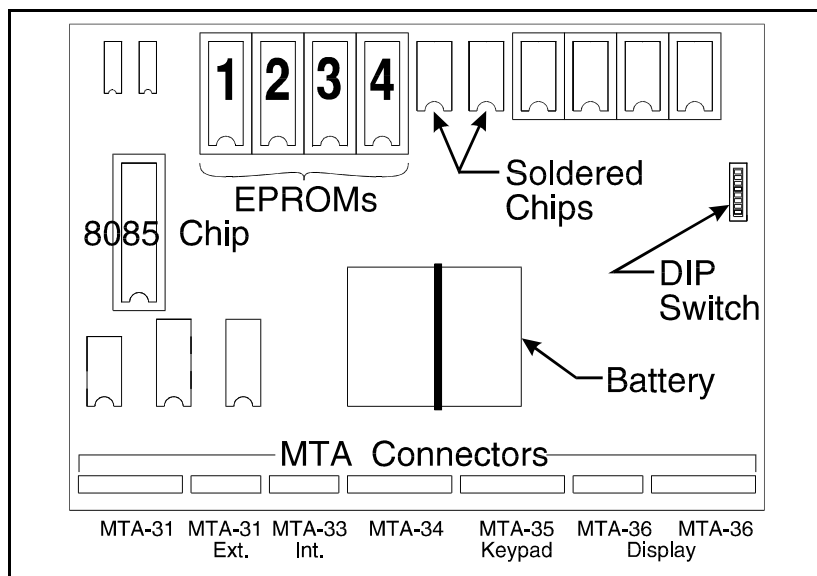 1 2 3 4
EPROMs
Soldered
Chips
8085 Chip
DIP
Switch
Battery
MTA Connectors
MTA-31 MTA-31 MTA-33 MTA-34 MTA-35 MTA-36 MTA-36
Ext. Int. Keypad Display